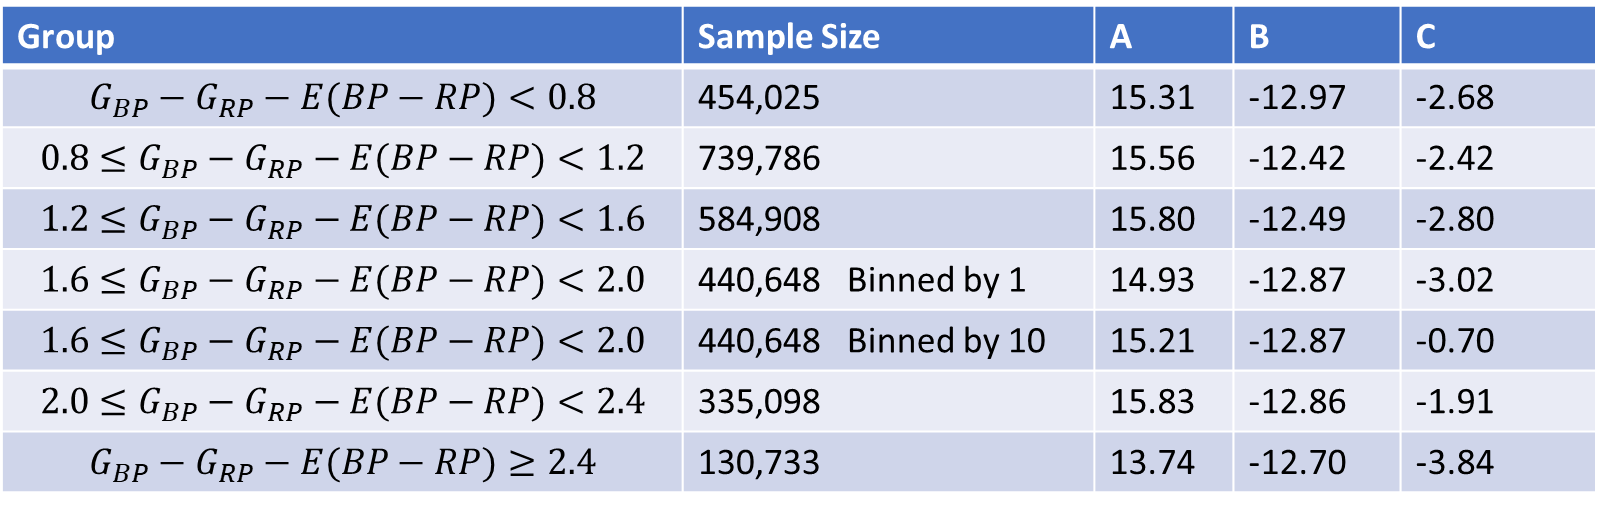 Group Sample Size A B C
G_BP − G_RP − E(BP − RP) < 0.8 454,025 15.31 -12.97 -2.68
0.8 ≤ G_BP − G_RP − E(BP − RP) < 1.2 739,786 15.56 -12.42 -2.42
1.2 ≤ G_BP − G_RP − E(BP − RP) < 1.6 584,908 15.80 -12.49 -2.80
1.6 ≤ G_BP − G_RP − E(BP − RP) < 2.0 440,648 Binned by 1 14.93 -12.87 -3.02
1.6 ≤ G_BP − G_RP − E(BP − RP) < 2.0 440,648 Binned by 10 15.21 -12.87 -0.70
2.0 ≤ G_BP − G_RP − E(BP − RP) < 2.4 335,098 15.83 -12.86 -1.91
G_BP − G_RP − E(BP − RP) ≥ 2.4 130,733 13.74 -12.70 -3.84